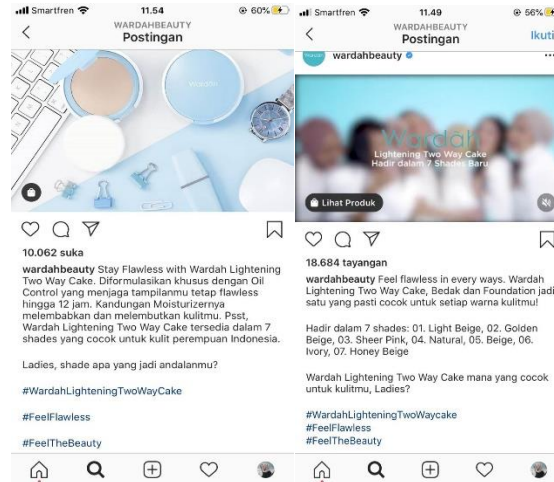 Smartfren 11.54 60%
WARDAHBEAUTY
Postingan
10.062 suka
wardahbeauty Stay Flawless with Wardah Lightening
Two Way Cake. Diformulasikan khusus dengan Oil
Control yang menjaga tampilanmu tetap flawless
hingga 12 jam. Kandungan Moisturizernya
melembabkan dan melembutkan kulitmu. Psst,
Wardah Lightening Two Way Cake tersedia dalam 7
shades yang cocok untuk kulit perempuan Indonesia.
Ladies, shade apa yang jadi andalanmu?
#WardahLighteningTwoWayCake
#FeelFlawless
#FeelTheBeauty
Smartfren 11.49 56%
WARDAHBEAUTY
Postingan
Ikuti
wardahbeauty
Wardah
Lightening Two Way Cake
Hadir dalam 7 Shades Baru
Lihat Produk
18.684 tayangan
wardahbeauty Feel flawless in every ways. Wardah
Lightening Two Way Cake, Bedak dan Foundation jadi
satu yang pasti cocok untuk setiap warna kulitmu!
Hadir dalam 7 shades: 01. Light Beige, 02. Golden
Beige, 03. Sheer Pink, 04. Natural, 05. Beige, 06.
Ivory, 07. Honey Beige
Wardah Lightening Two Way Cake mana yang cocok
untuk kulitmu, Ladies?
#WardahLighteningTwoWaycake
#FeelFlawless
#FeelTheBeauty